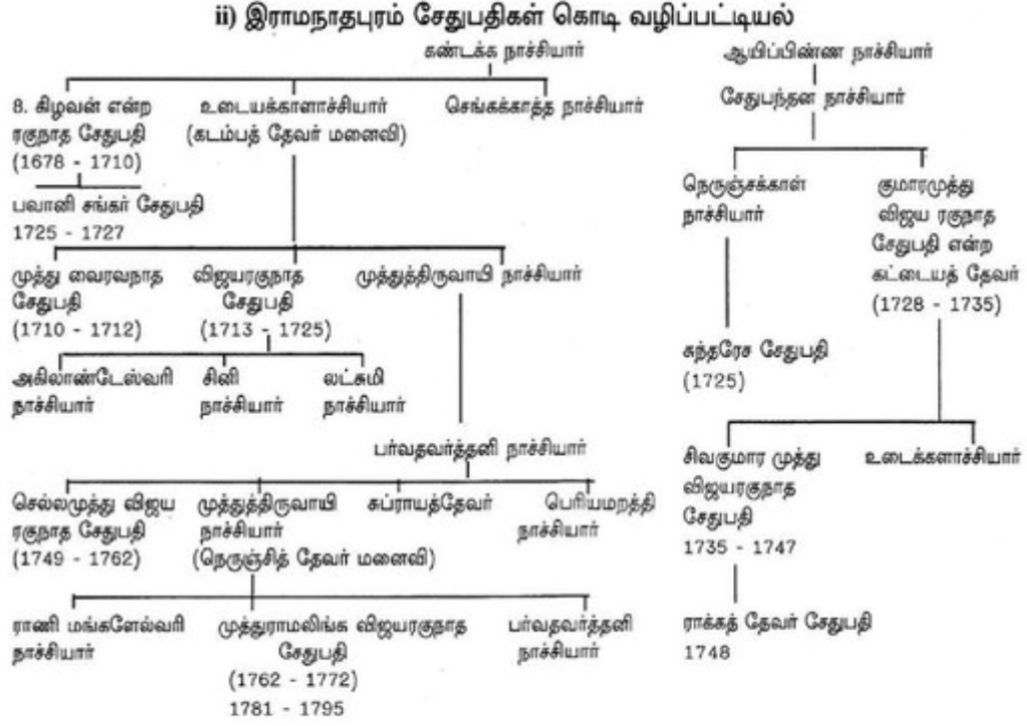 ii) இராமநாதபுரம் சேதுபதிகள் கொடி வழிப்பட்டியல்
கண்டக்க நாச்சியார்
8. கிழவன் என்ற
ரகுநாத சேதுபதி
(1678 - 1710)
உடையக்காளாச்சியார்
(கடம்பத் தேவர் மனைவி)
செங்கக்காத்த நாச்சியார்
பவானி சங்கர் சேதுபதி
1725 - 1727
முத்து வைரவநாத
சேதுபதி
(1710 - 1712)
விஜயரகுநாத
சேதுபதி
(1713 - 1725)
முத்துத்திருவாயி நாச்சியார்
அகிலாண்டேஸ்வரி
நாச்சியார்
சினி
நாச்சியார்
லட்சுமி
நாச்சியார்
பர்வதவர்த்தனி நாச்சியார்
செல்லமுத்து விஜய
ரகுநாத சேதுபதி
(1749 - 1762)
முத்துத்திருவாயி
நாச்சியார்
(நெருஞ்சித் தேவர் மனைவி)
சுப்ராயத்தேவர்
பெரியமறத்தி
நாச்சியார்
ராணி மங்களேல்வரி
நாச்சியார்
முத்துராமலிங்க விஜயரகுநாத
சேதுபதி
(1762 - 1772)
1781 - 1795
பர்வதவர்த்தனி
நாச்சியார்
ஆயிப்பிண்ண நாச்சியார்
சேதுபந்தன நாச்சியார்
நெருஞ்சக்காள்
நாச்சியார்
குமாரமுத்து
விஜய ரகுநாத
சேதுபதி என்ற
கட்டையத் தேவர்
(1728 - 1735)
சுந்தரேச சேதுபதி
(1725)
சிவகுமார முத்து
விஜயரகுநாத
சேதுபதி
1735 - 1747
உடைக்களாச்சியார்
ராக்கத் தேவர் சேதுபதி
1748